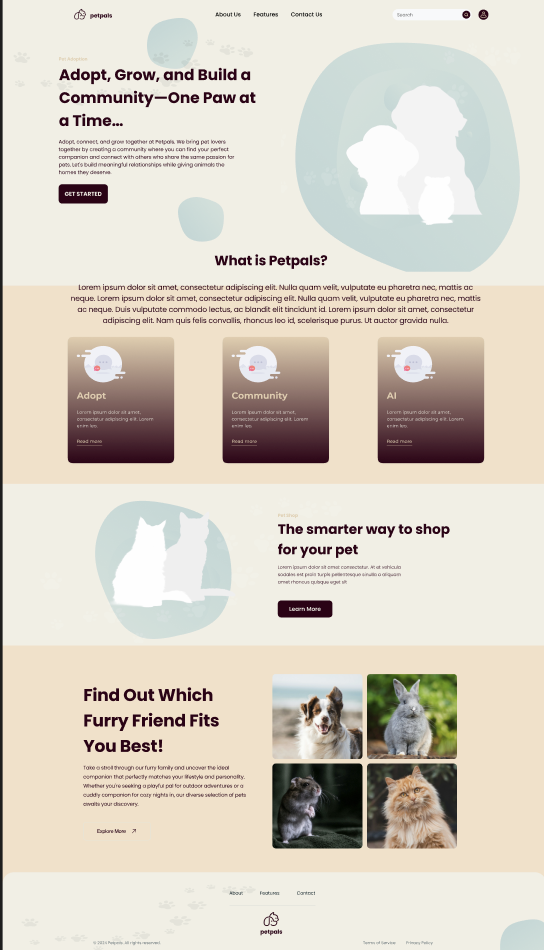 petpals
About Us Features Contact Us
Search
Pet Adoption
Adopt, Grow, and Build a
Community—One Paw at
a Time...
Adopt, connect, and grow together at Petpals. We bring pet lovers
together by creating a community where you can find your perfect
companion and connect with others who share the same passion for
pets. Let's build meaningful relationships while giving animals the
homes they deserve.
GET STARTED
What is Petpals?
Lorem ipsum dolor sit amet, consectetur adipiscing elit. Nulla quam velit, vulputate eu pharetra nec, mattis ac
neque. Lorem ipsum dolor sit amet, consectetur adipiscing elit. Nulla quam velit, vulputate eu pharetra nec, mattis
ac neque. Duis vulputate commodo lectus, ac blandit elit tincidunt id. Lorem ipsum dolor sit amet, consectetur
adipiscing elit. Nam quis felis convallis, rhoncus leo id, scelerisque purus. Ut auctor gravida nulla.
Adopt
Lorem ipsum dolor sit amet,
consectetur adipiscing elit. Lorem
enim leo.
Read more
Community
Lorem ipsum dolor sit amet,
consectetur adipiscing elit. Lorem
enim leo.
Read more
AI
Lorem ipsum dolor sit amet,
consectetur adipiscing elit. Lorem
enim leo.
Read more
The smarter way to shop
for your pet
Lorem ipsum dolor sit amet consectetur. At et vehicula
sodales est proin turpis pellentesque sinulla a aliquam
amet rhoncus quisque eget sit
Learn More
Find Out Which
Furry Friend Fits
You Best!
Take a stroll through our furry family and uncover the ideal
companion that perfectly matches your lifestyle and personality.
Whether you're seeking a playful pal for outdoor adventures or a
cuddly companion for cozy nights in, our diverse selection of pets
awaits your discovery.
Explore More
About Features Contact
petpals
© 2024 Petpals. All rights reserved.
Terms of Service Privacy Policy